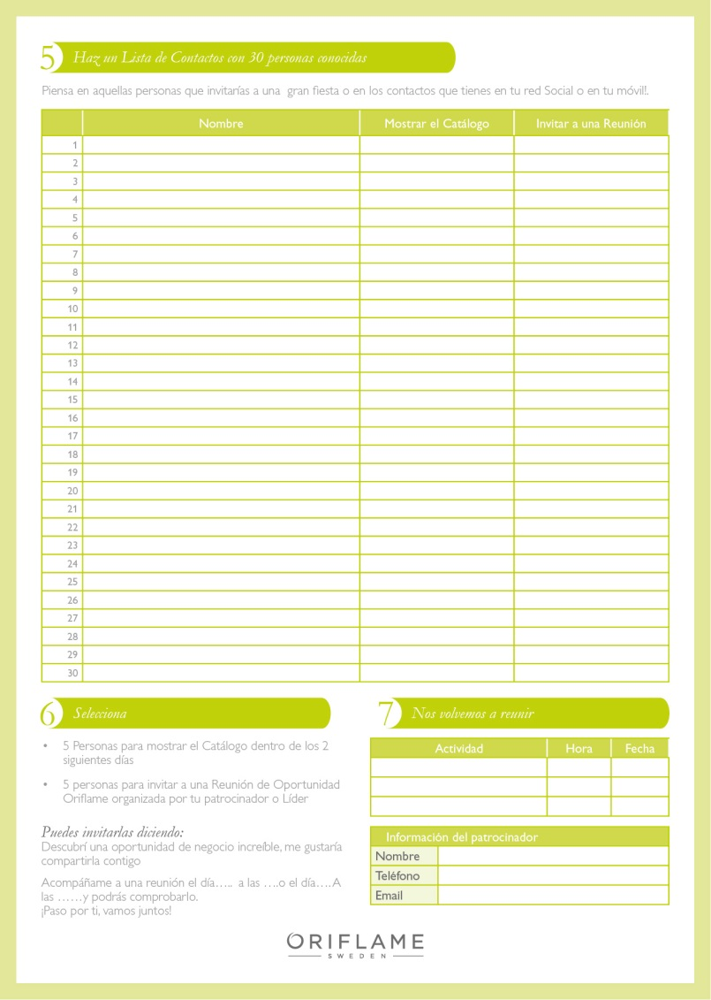 5 Haz un Lista de Contactos con 30 personas conocidas
Piensa en aquellas personas que invitarías a una gran fiesta o en los contactos que tienes en tu red Social o en tu móvil!.
Nombre Mostrar el Catálogo Invitar a una Reunión
1
2
3
4
5
6
7
8
9
10
11
12
13
14
15
16
17
18
19
20
21
22
23
24
25
26
27
28
29
30
6 Selecciona
• 5 Personas para mostrar el Catálogo dentro de los 2
siguientes días
• 5 personas para invitar a una Reunión de Oportunidad
Oriflame organizada por tu patrocinador o Líder
Puedes invitarlas diciendo:
Descubrí una oportunidad de negocio increíble, me gustaría
compartirla contigo
Acompáñame a una reunión el día….. a las ….o el día….A
las ……y podrás comprobarlo.
¡Paso por ti, vamos juntos!
7 Nos volvemos a reunir
Actividad Hora Fecha
Información del patrocinador
Nombre
Teléfono
Email
ORIFLAME
SWEDEN